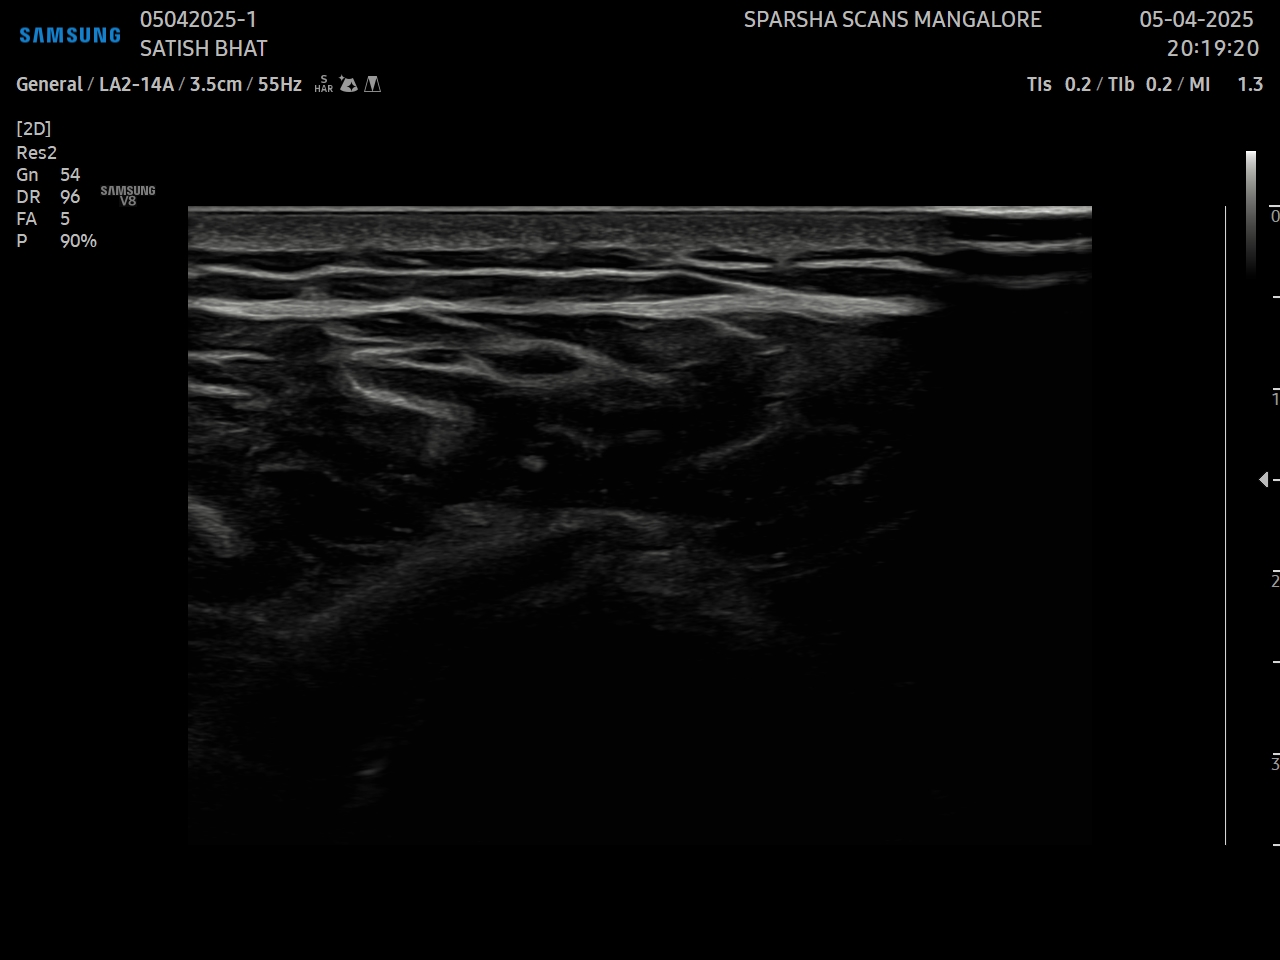 SAMSUNG
05042025-1
SATISH BHAT
SPARSHA SCANS MANGALORE
05-04-2025
20:19:20
General / LA2-14A / 3.5cm / 55Hz
S
HAR
TIs 0.2 / TIb 0.2 / MI 1.3
[2D]
Res2
Gn 54
DR 96
FA 5
P 90%
SAMSUNG
V8
0
1
2
3